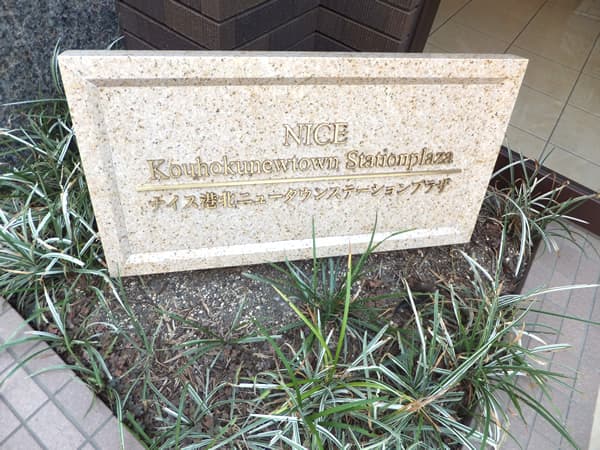 NICE
Kouhokunewtown Stationplaza
ナイス港北ニュータウンステーションプラザ